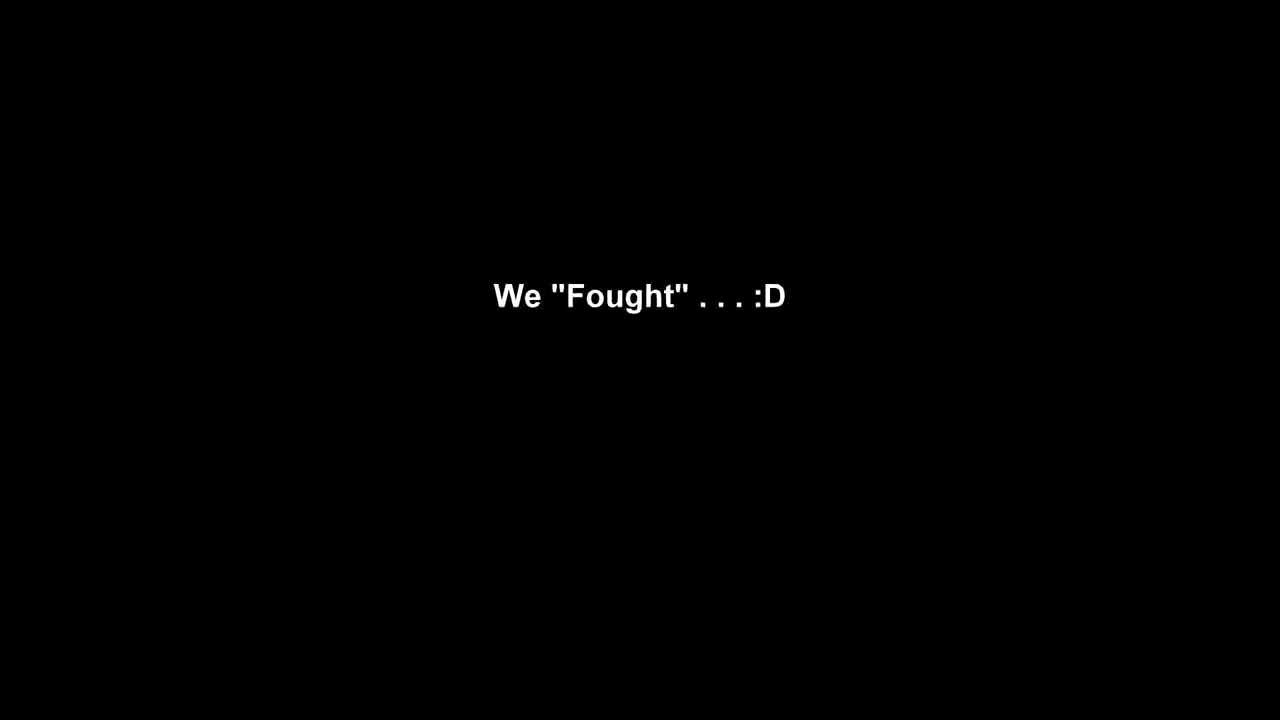 We "Fought" . . . :D